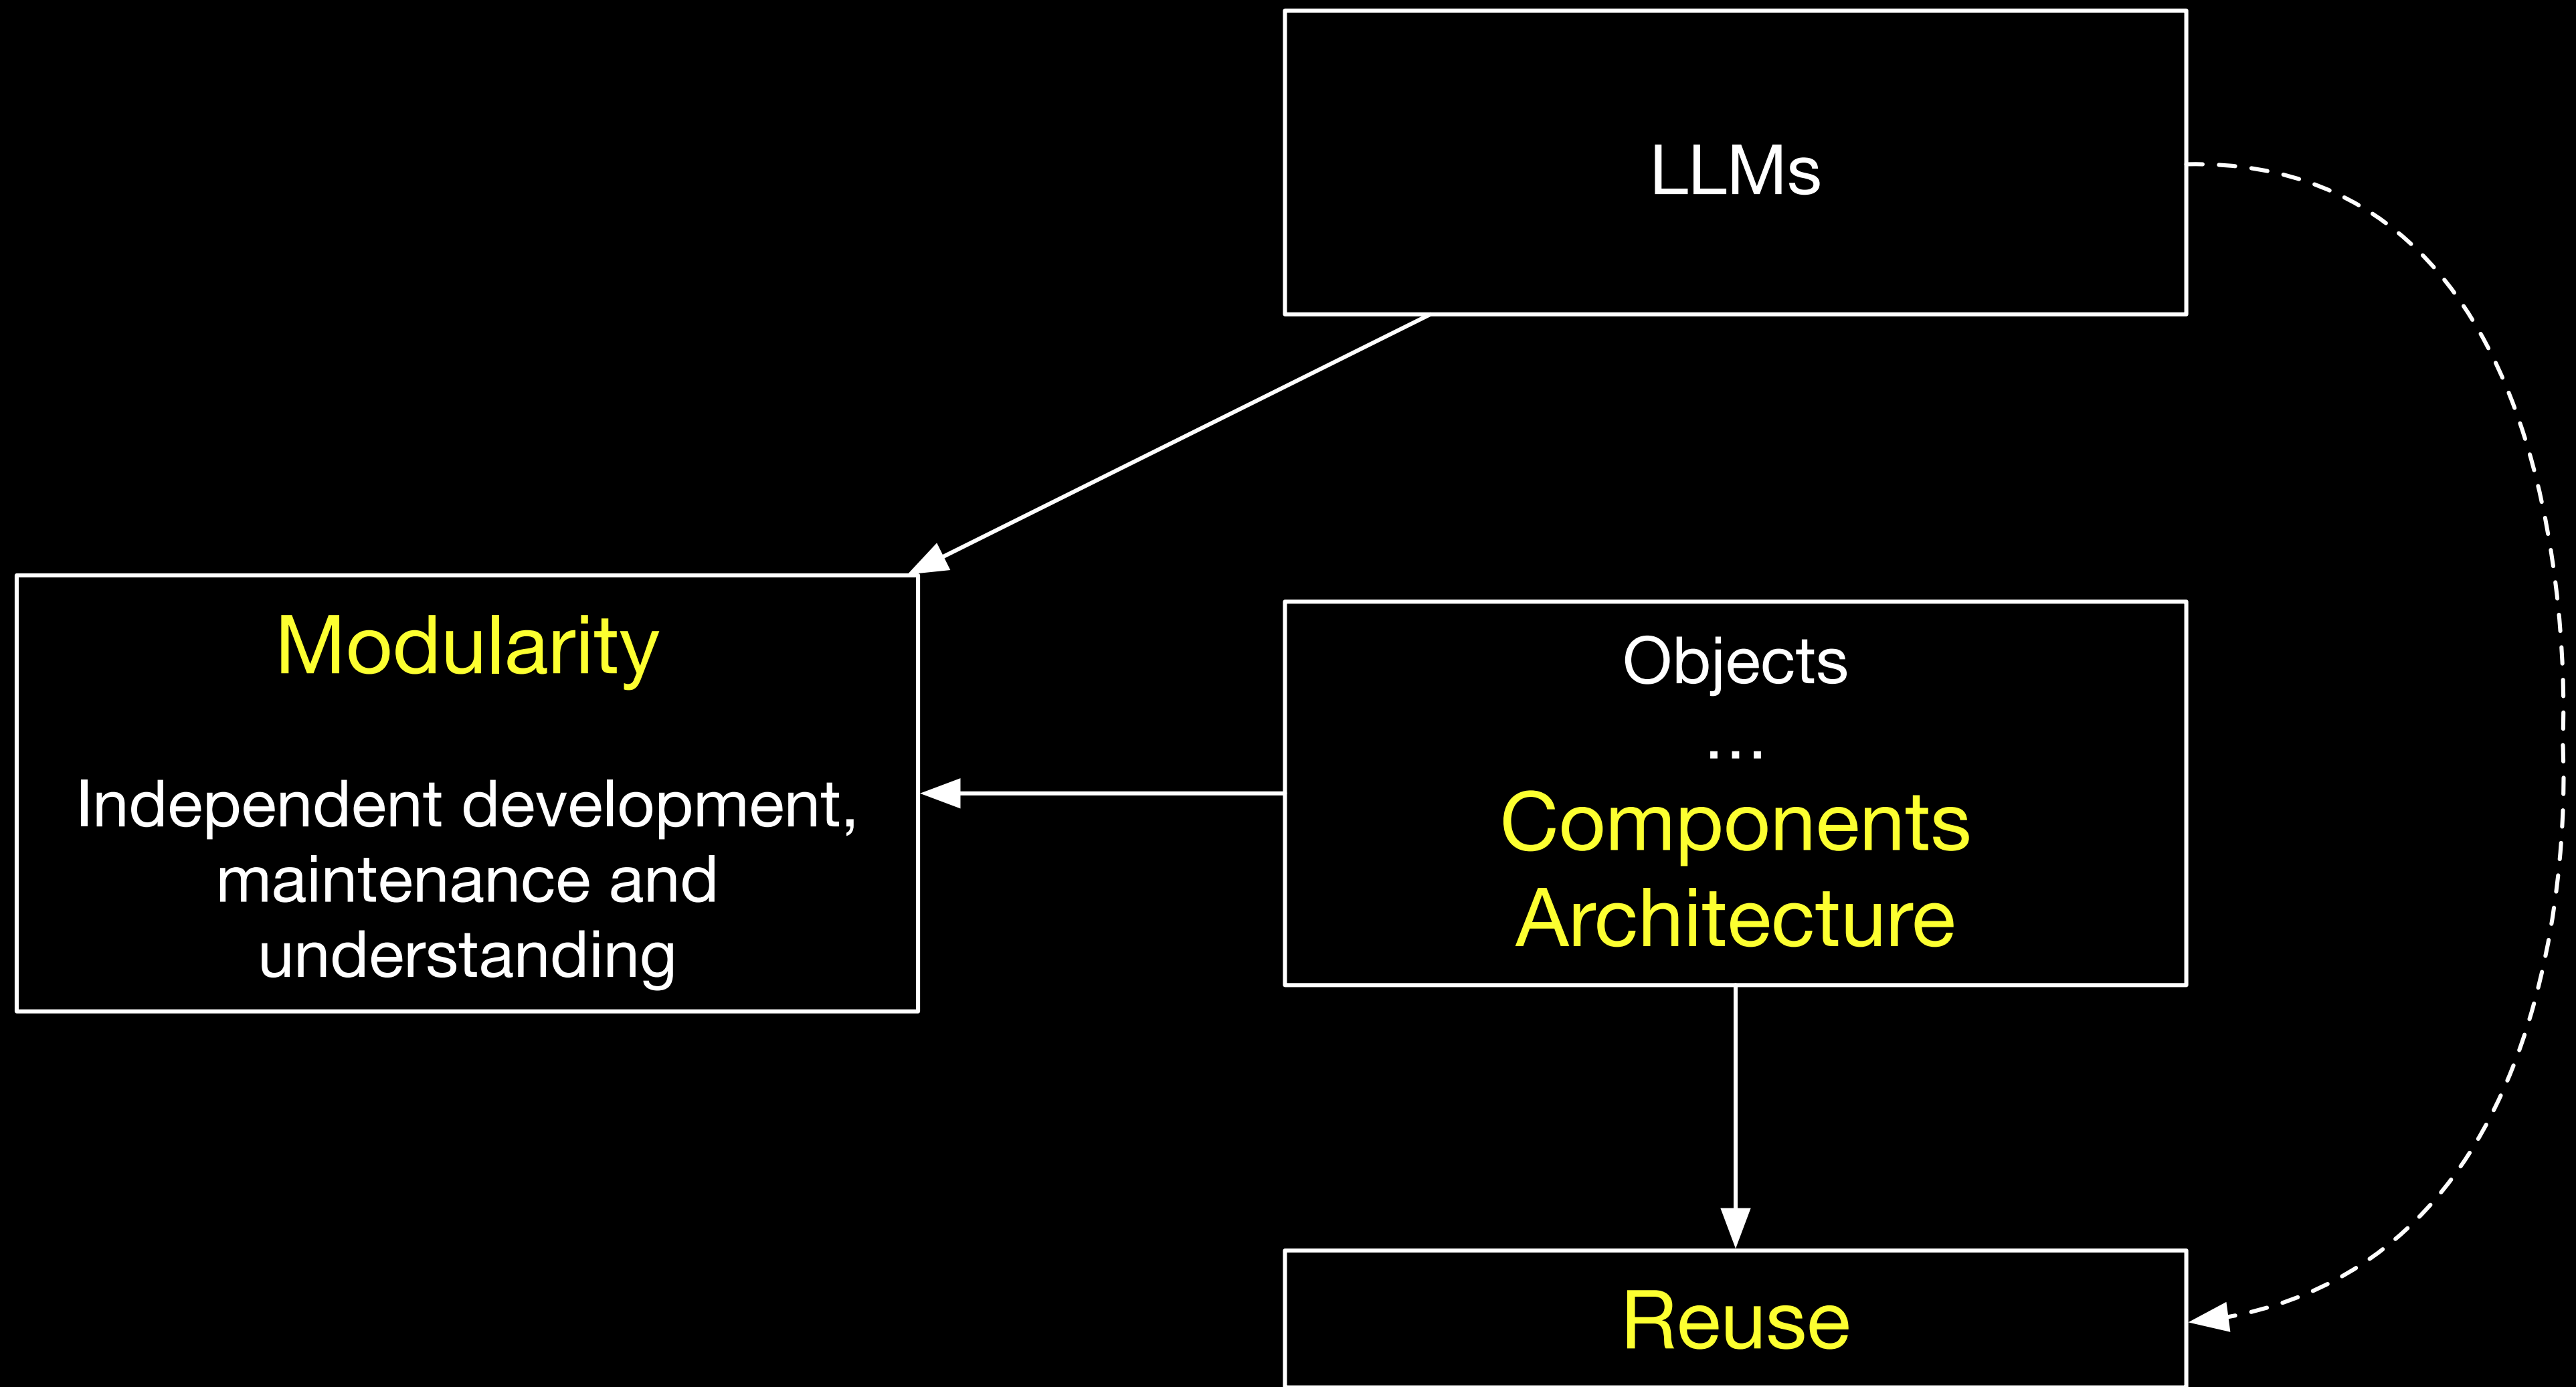 LLMs
Modularity
Independent development,
maintenance and
understanding
Objects
...
Components
Architecture
Reuse